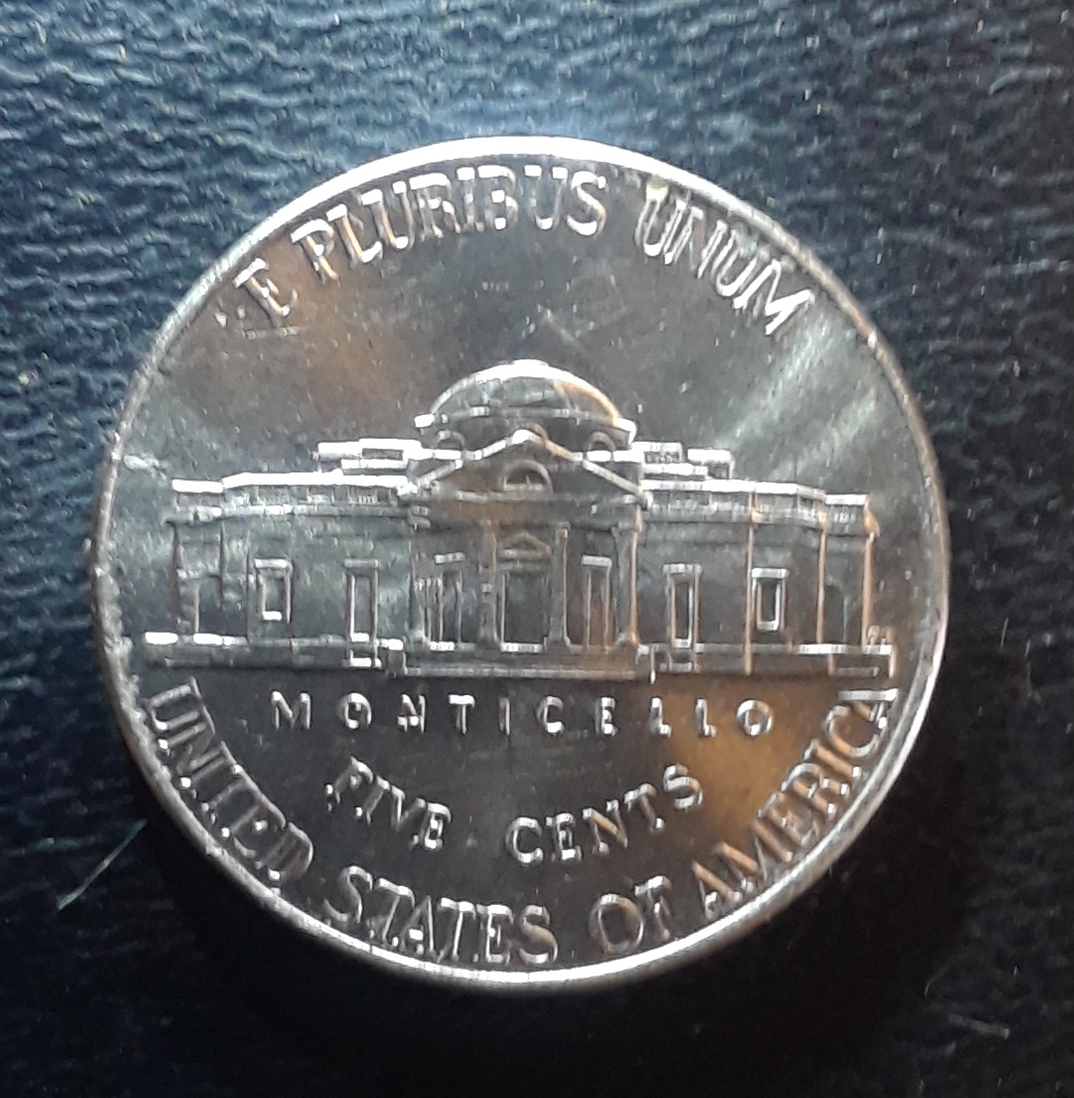 E PLURIBUS UNUM
MONTICELLO
FIVE CENTS
UNITED STATES OF AMERICA